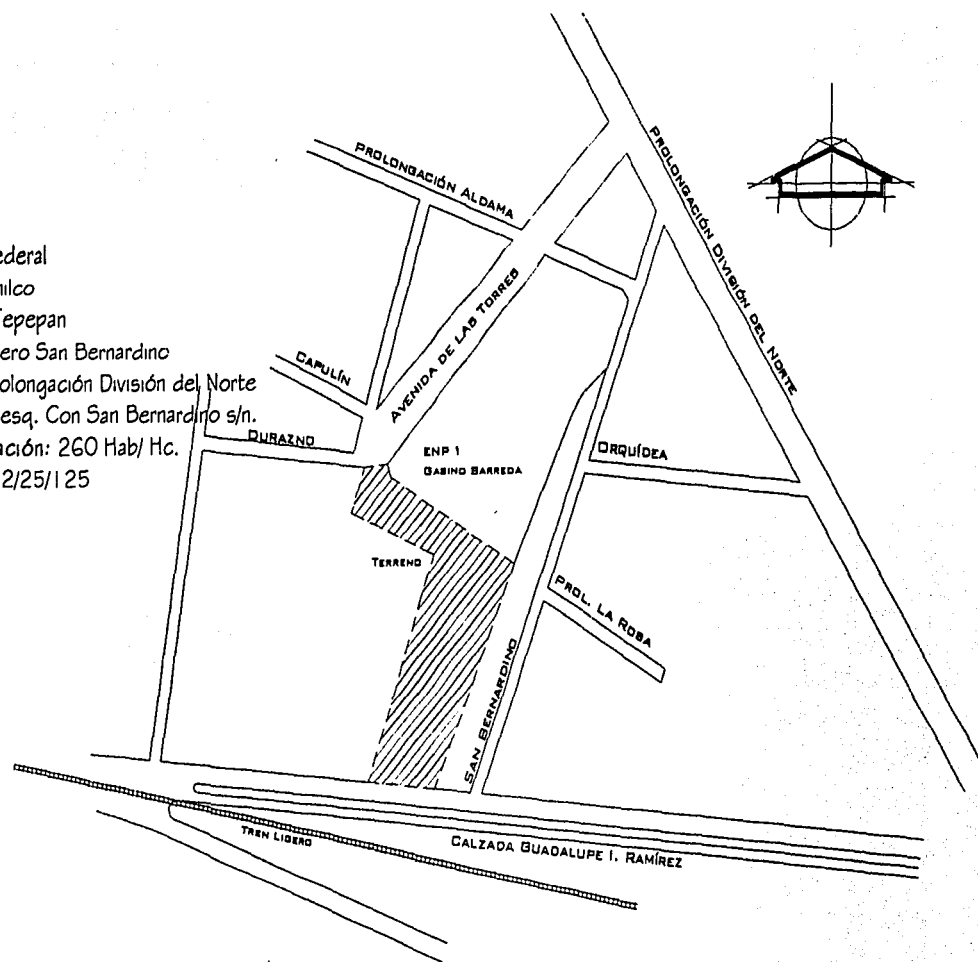 PROLONGACIÓN ALDAMA
PROLONGACIÓN DIVISIÓN DEL NORTE
AVENIDA DE LAS TORRES
ederal
nilco
Tepepan
ero San Bernardino
olongación División del Norte
esq. Con San Bernardino s/n.
ación: 260 Hab/ Hc.
2/25/125
CAPULÍN
DURAZNO
ENP 1
GABINO BARREDA
ORQUÍDEA
TERRENO
PROL. LA ROSA
SAN BERNARDINO
TREN LIGERO
CALZADA GUADALUPE I. RAMÍREZ